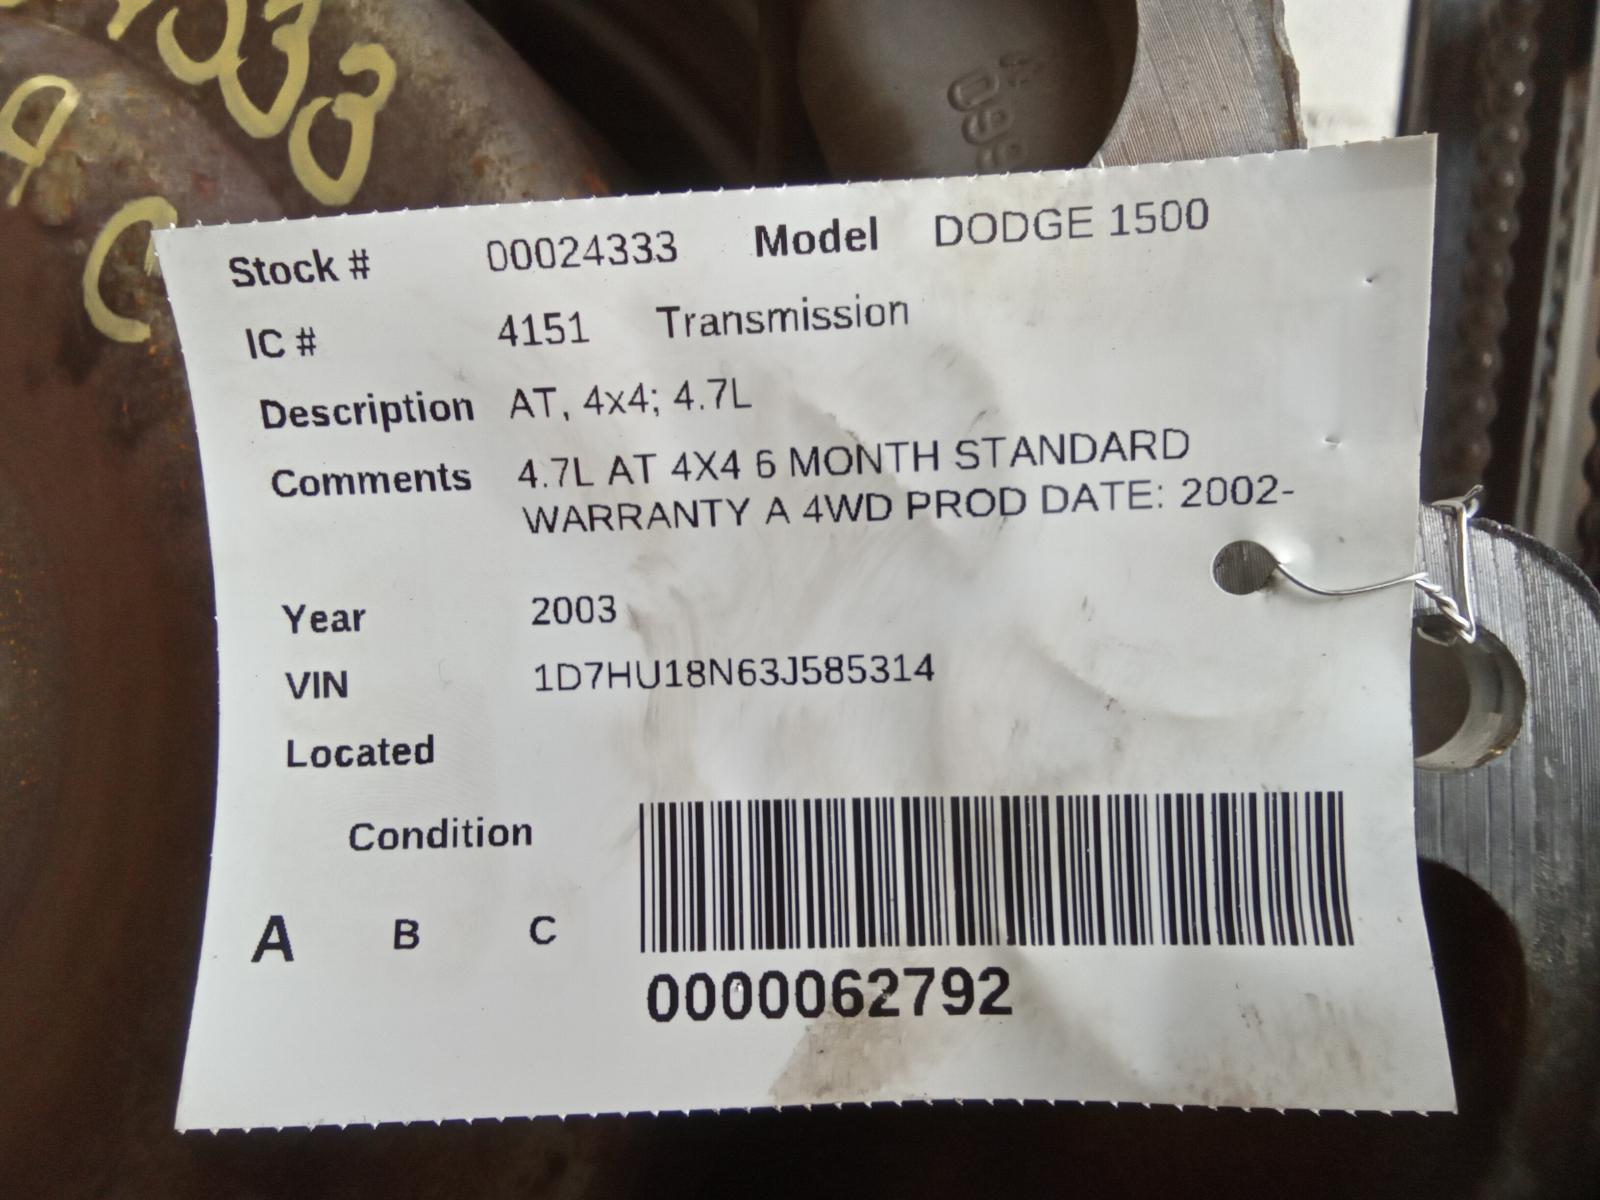 333
Stock # 00024333 Model DODGE 1500
IC # 4151 Transmission
Description AT, 4x4; 4.7L
Comments 4.7L AT 4X4 6 MONTH STANDARD
WARRANTY A 4WD PROD DATE: 2002-
Year 2003
VIN 1D7HU18N63J585314
Located
Condition
A B C
0000062792